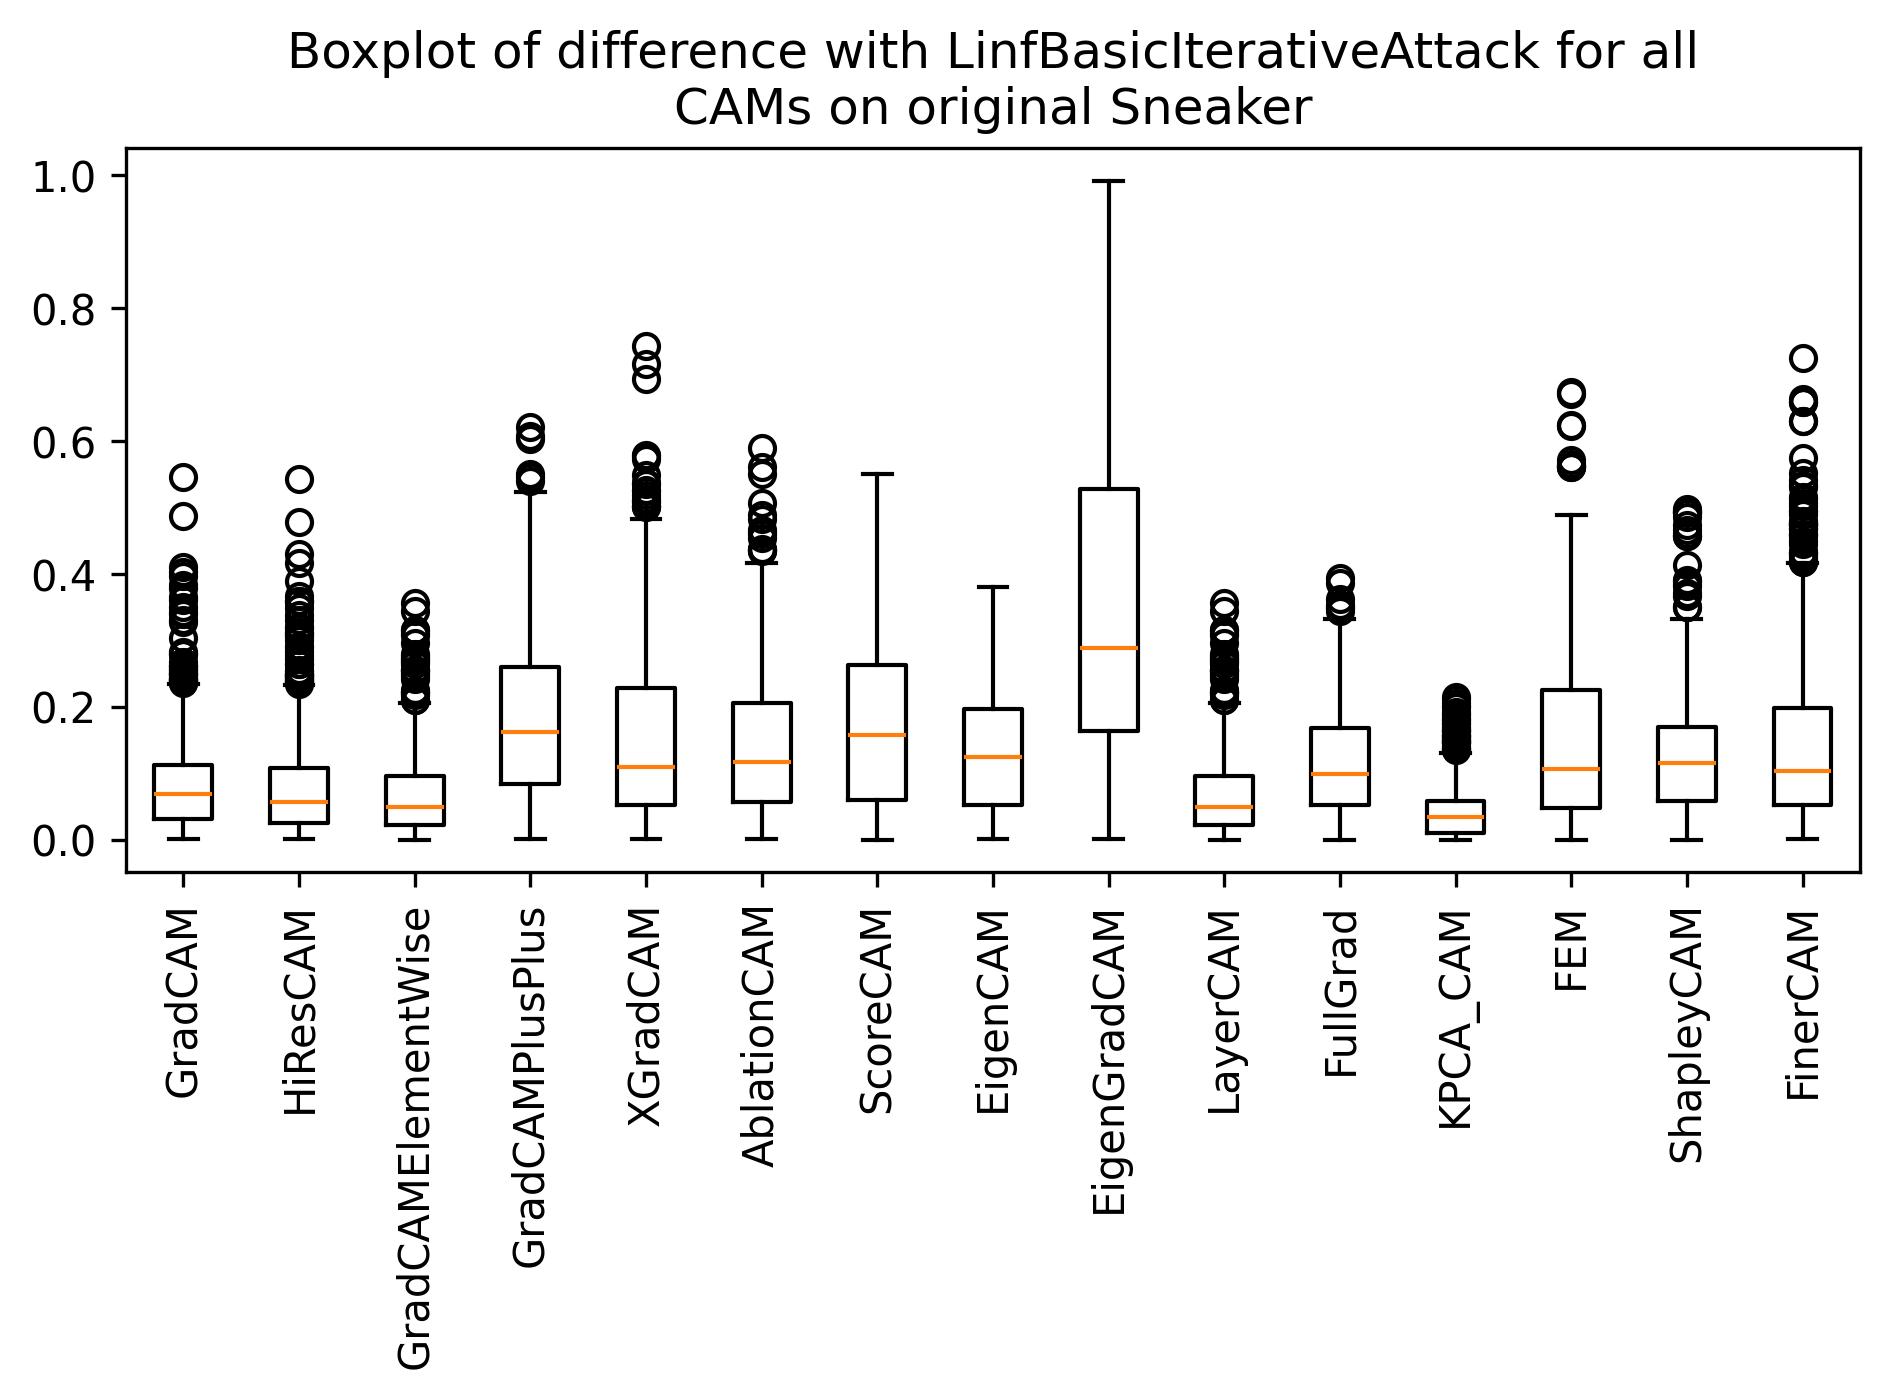 Boxplot of difference with LinfBasicIterativeAttack for all
CAMs on original Sneaker
1.0
0.8
0.6
0.4
0.2
0.0
GradCAM
HiResCAM
GradCAMElementWise
GradCAMPlusPlus
XGradCAM
AblationCAM
ScoreCAM
EigenCAM
EigenGradCAM
LayerCAM
FullGrad
KPCA_CAM
FEM
ShapleyCAM
FinerCAM